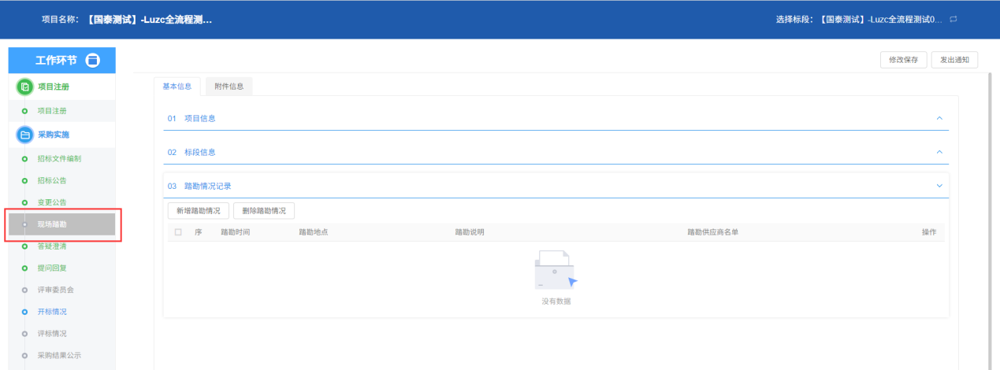 项目名称: 【国泰测试】-Luzc全流程测... 选择标段: 【国泰测试】-Luzc全流程测试0...
工作环节
修改保存 发出通知
项目注册
项目注册
采购实施
招标文件编制
招标公告
变更公告
现场踏勘
答疑澄清
提问回复
评审委员会
开标情况
评标情况
采购结果公示
基本信息 附件信息
01 项目信息
02 标段信息
03 踏勘情况记录
新增踏勘情况 删除踏勘情况
序 踏勘时间 踏勘地点 踏勘说明 踏勘供应商名单 操作
没有数据